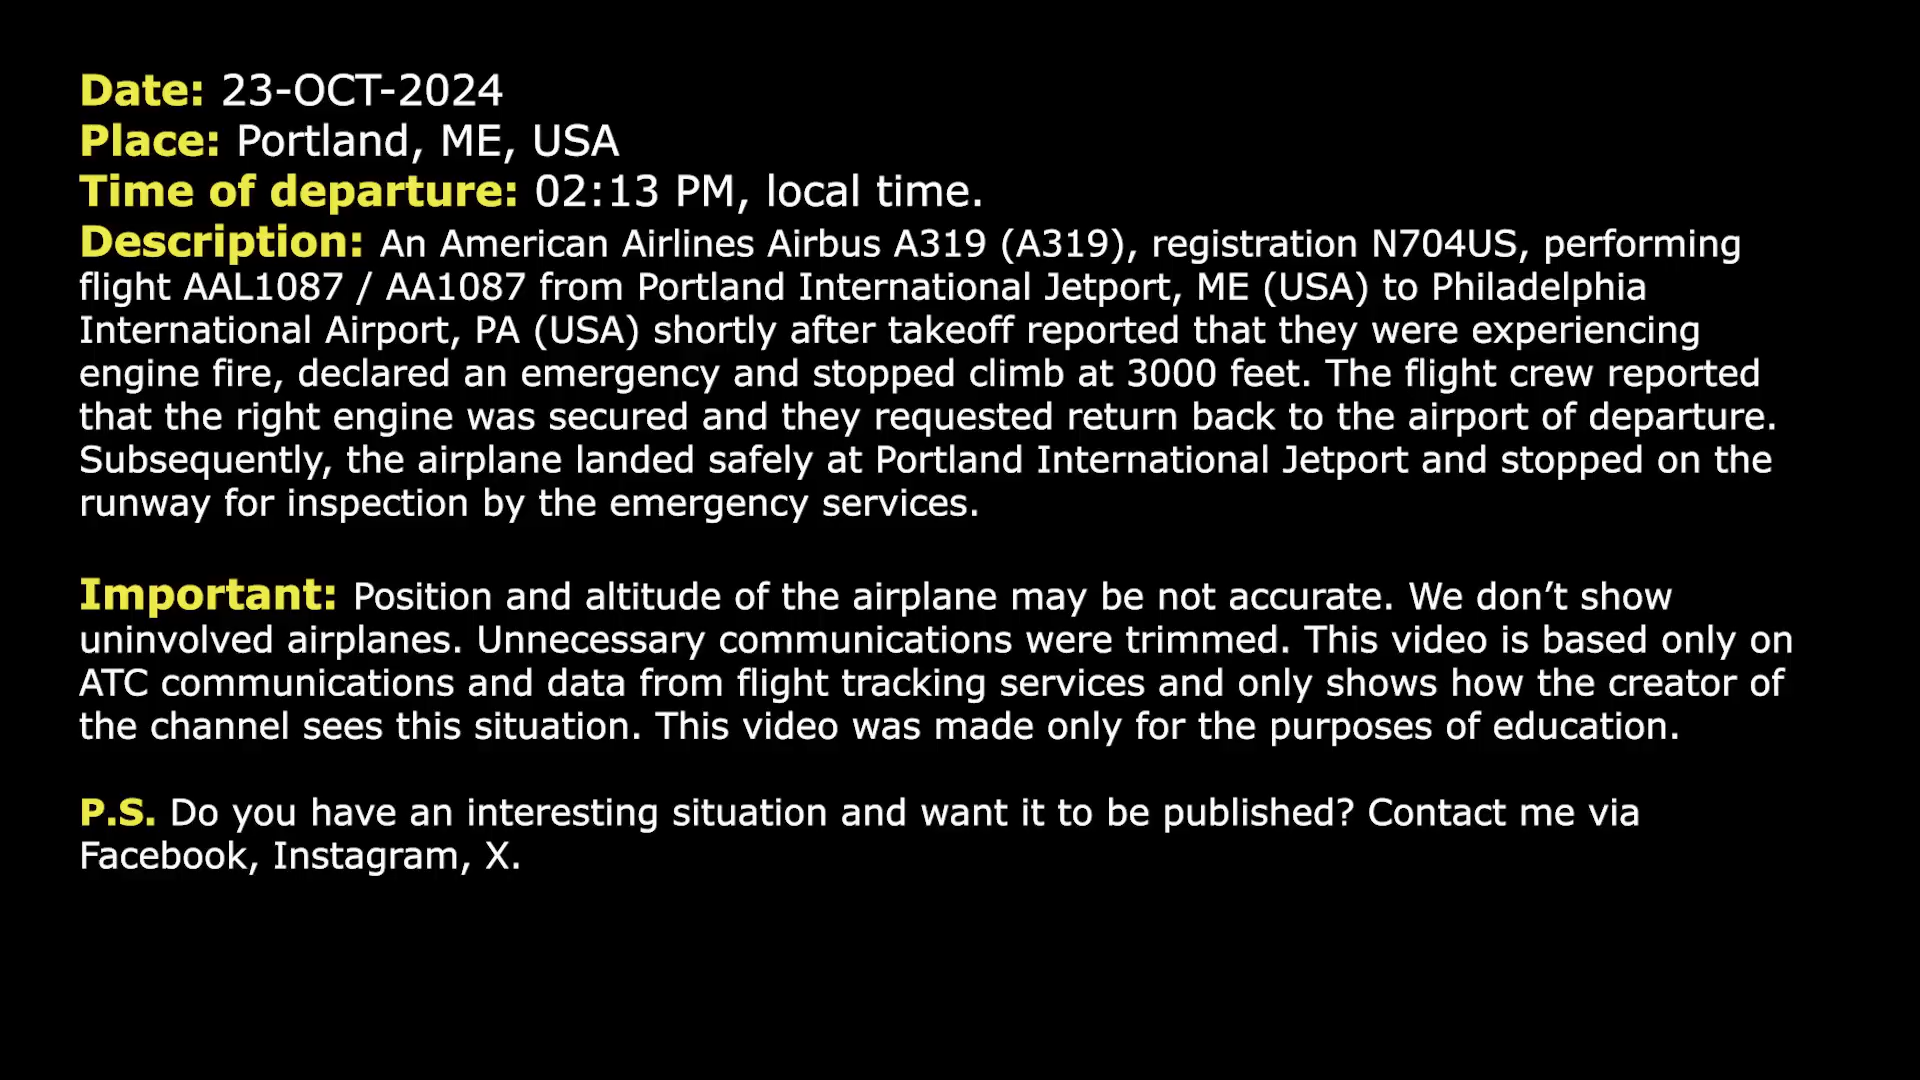 Date: 23-OCT-2024
Place: Portland, ME, USA
Time of departure: 02:13 PM, local time.
Description: An American Airlines Airbus A319 (A319), registration N704US, performing
flight AAL1087 / AA1087 from Portland International Jetport, ME (USA) to Philadelphia
International Airport, PA (USA) shortly after takeoff reported that they were experiencing
engine fire, declared an emergency and stopped climb at 3000 feet. The flight crew reported
that the right engine was secured and they requested return back to the airport of departure.
Subsequently, the airplane landed safely at Portland International Jetport and stopped on the
runway for inspection by the emergency services.
Important: Position and altitude of the airplane may be not accurate. We don’t show
uninvolved airplanes. Unnecessary communications were trimmed. This video is based only on
ATC communications and data from flight tracking services and only shows how the creator of
the channel sees this situation. This video was made only for the purposes of education.
P.S. Do you have an interesting situation and want it to be published? Contact me via
Facebook, Instagram, X.